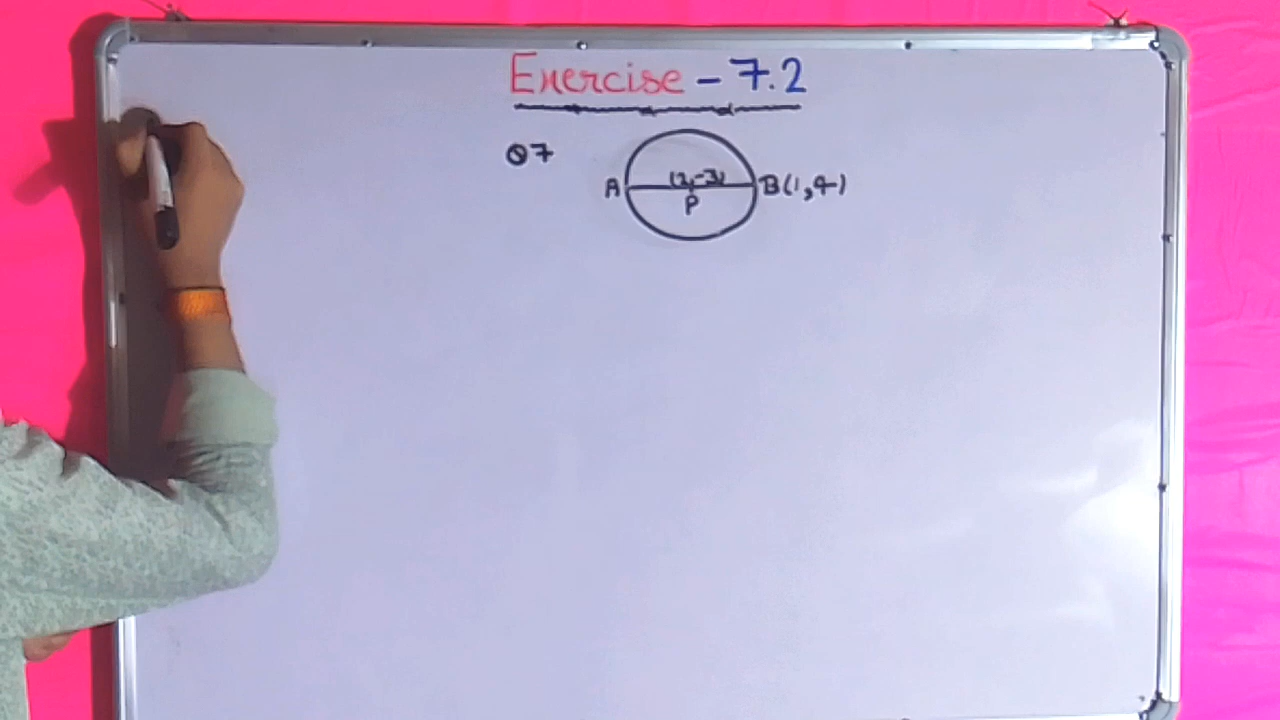 Exercise - 7.2
Q7
(2,-3)
A
B(1,4)
P